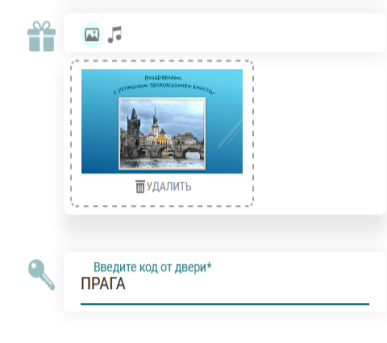 Поздравляем,
с успешным прохождением квеста!
УДАЛИТЬ
Введите код от двери*
ПРАГА